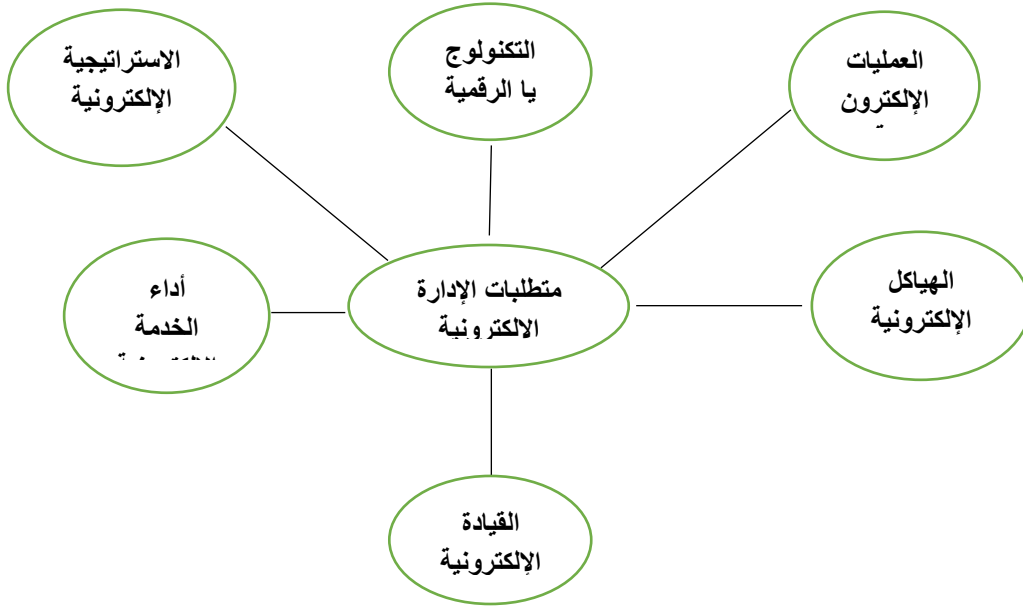 العمليات
الإلكترون
التكنولوج
يا الرقمية
الاستراتيجية
الإلكترونية
الهياكل
الإلكترونية
متطلبات الإدارة
الالكترونية
أداء
الخدمة
القيادة
الإلكترونية